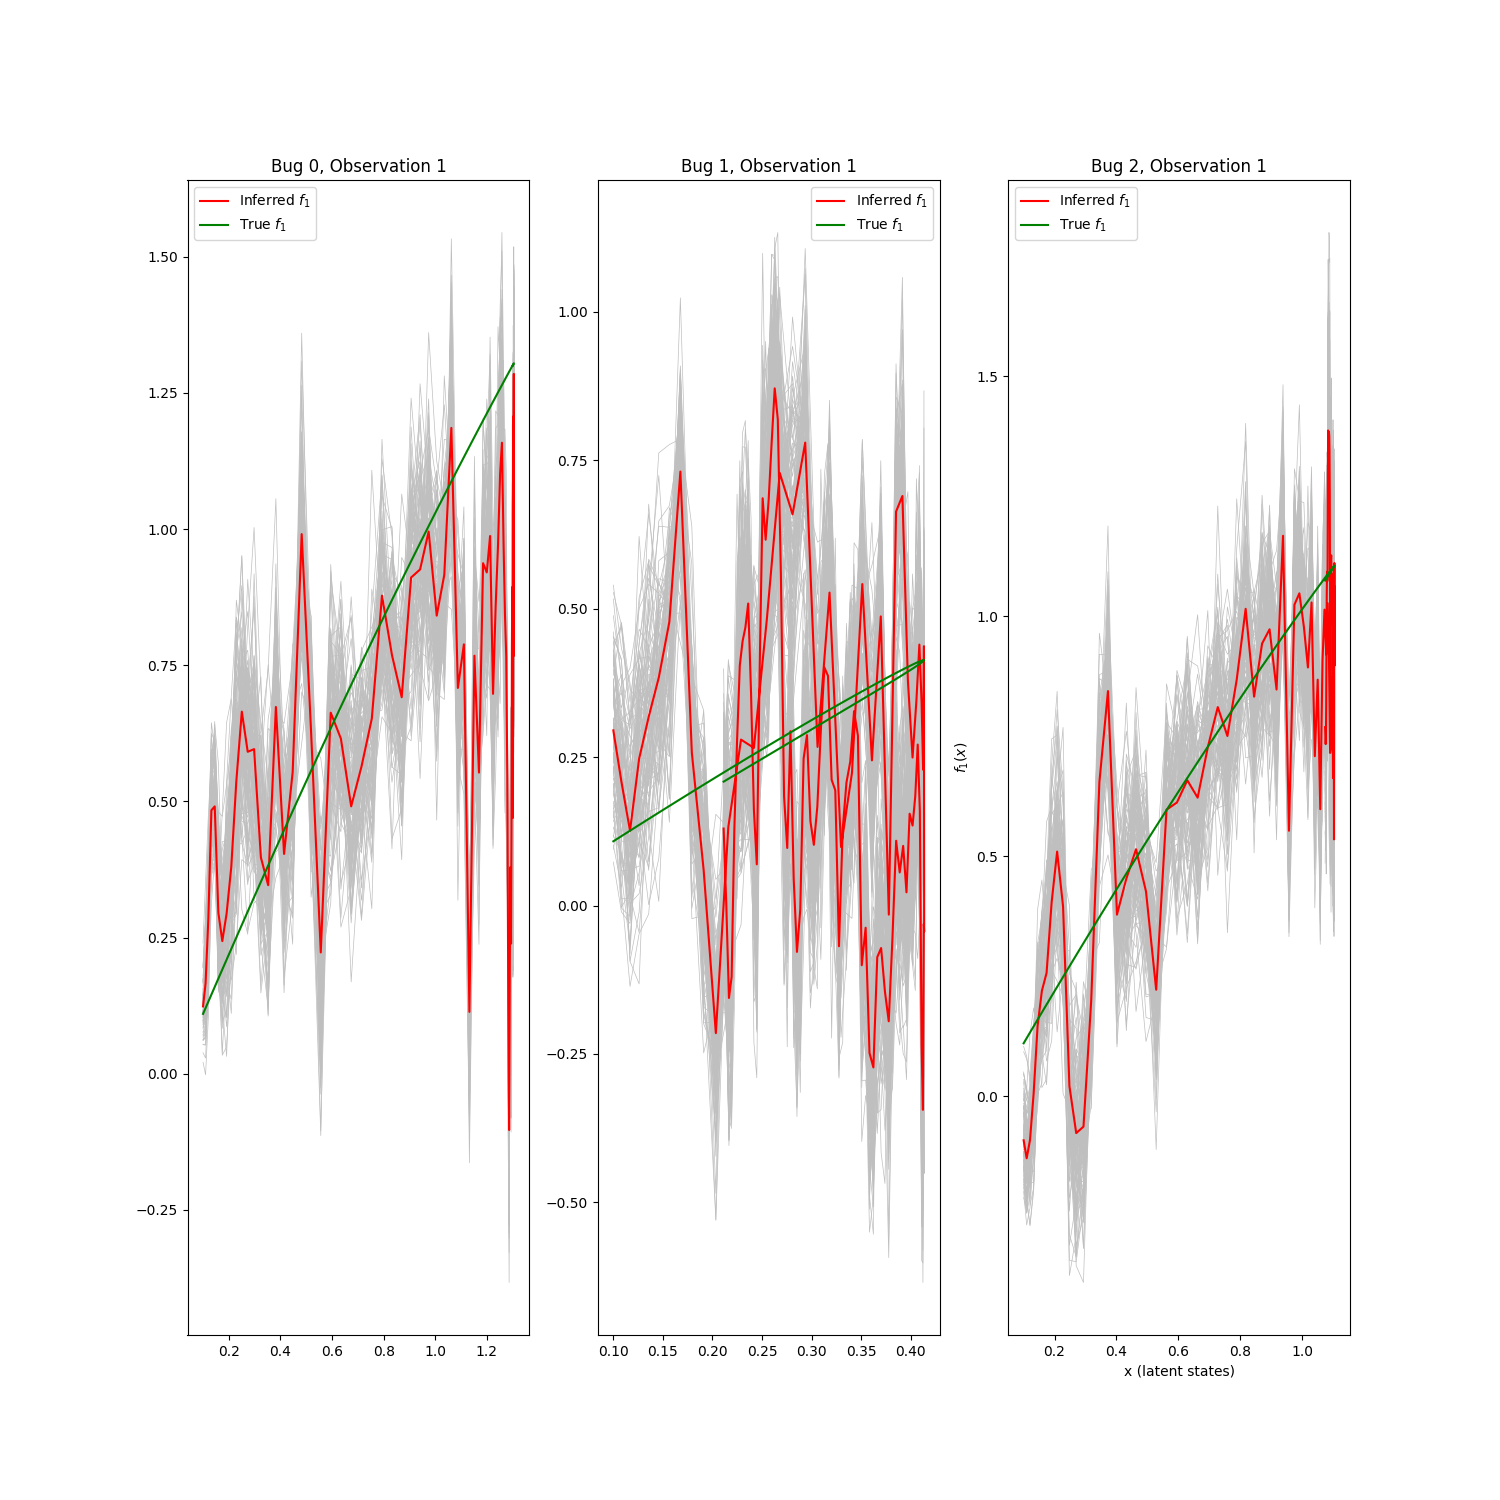 Bug 0, Observation 1
Inferred f₁
True f₁
1.50
1.25
1.00
0.75
0.50
0.25
0.00
−0.25
0.2 0.4 0.6 0.8 1.0 1.2
Bug 1, Observation 1
Inferred f₁
True f₁
1.00
0.75
0.50
0.25
0.00
−0.25
−0.50
0.10 0.15 0.20 0.25 0.30 0.35 0.40
Bug 2, Observation 1
Inferred f₁
True f₁
f₁(x)
1.5
1.0
0.5
0.0
0.2 0.4 0.6 0.8 1.0
x (latent states)